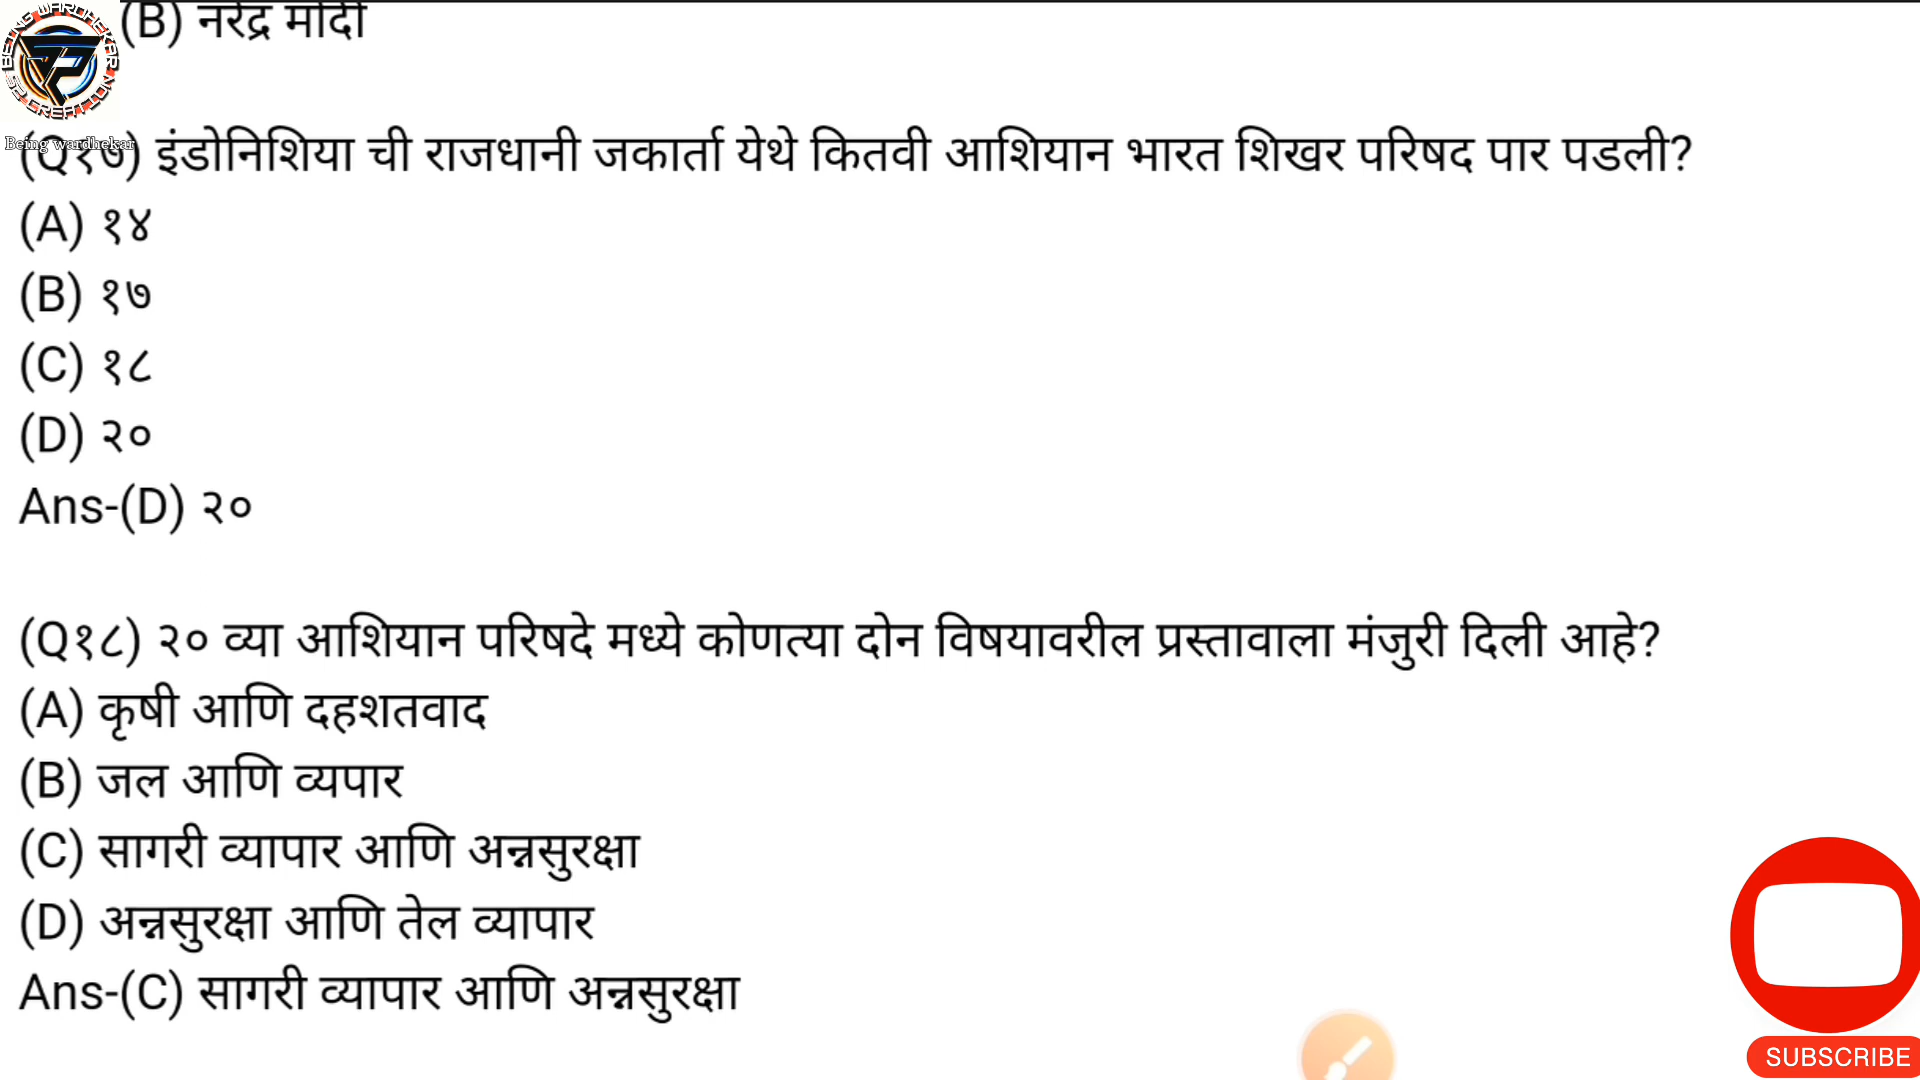 (B) नरेंद्र मोदी
BEING WARDHEKAR
Being wardhekar
(Q१७) इंडोनिशिया ची राजधानी जकार्ता येथे कितवी आशियान भारत शिखर परिषद पार पडली?
(A) १४
(B) १७
(C) १८
(D) २०
Ans-(D) २०
(Q१८) २० व्या आशियान परिषदे मध्ये कोणत्या दोन विषयावरील प्रस्तावाला मंजुरी दिली आहे?
(A) कृषी आणि दहशतवाद
(B) जल आणि व्यपार
(C) सागरी व्यापार आणि अन्नसुरक्षा
(D) अन्नसुरक्षा आणि तेल व्यापार
Ans-(C) सागरी व्यापार आणि अन्नसुरक्षा
SUBSCRIBE